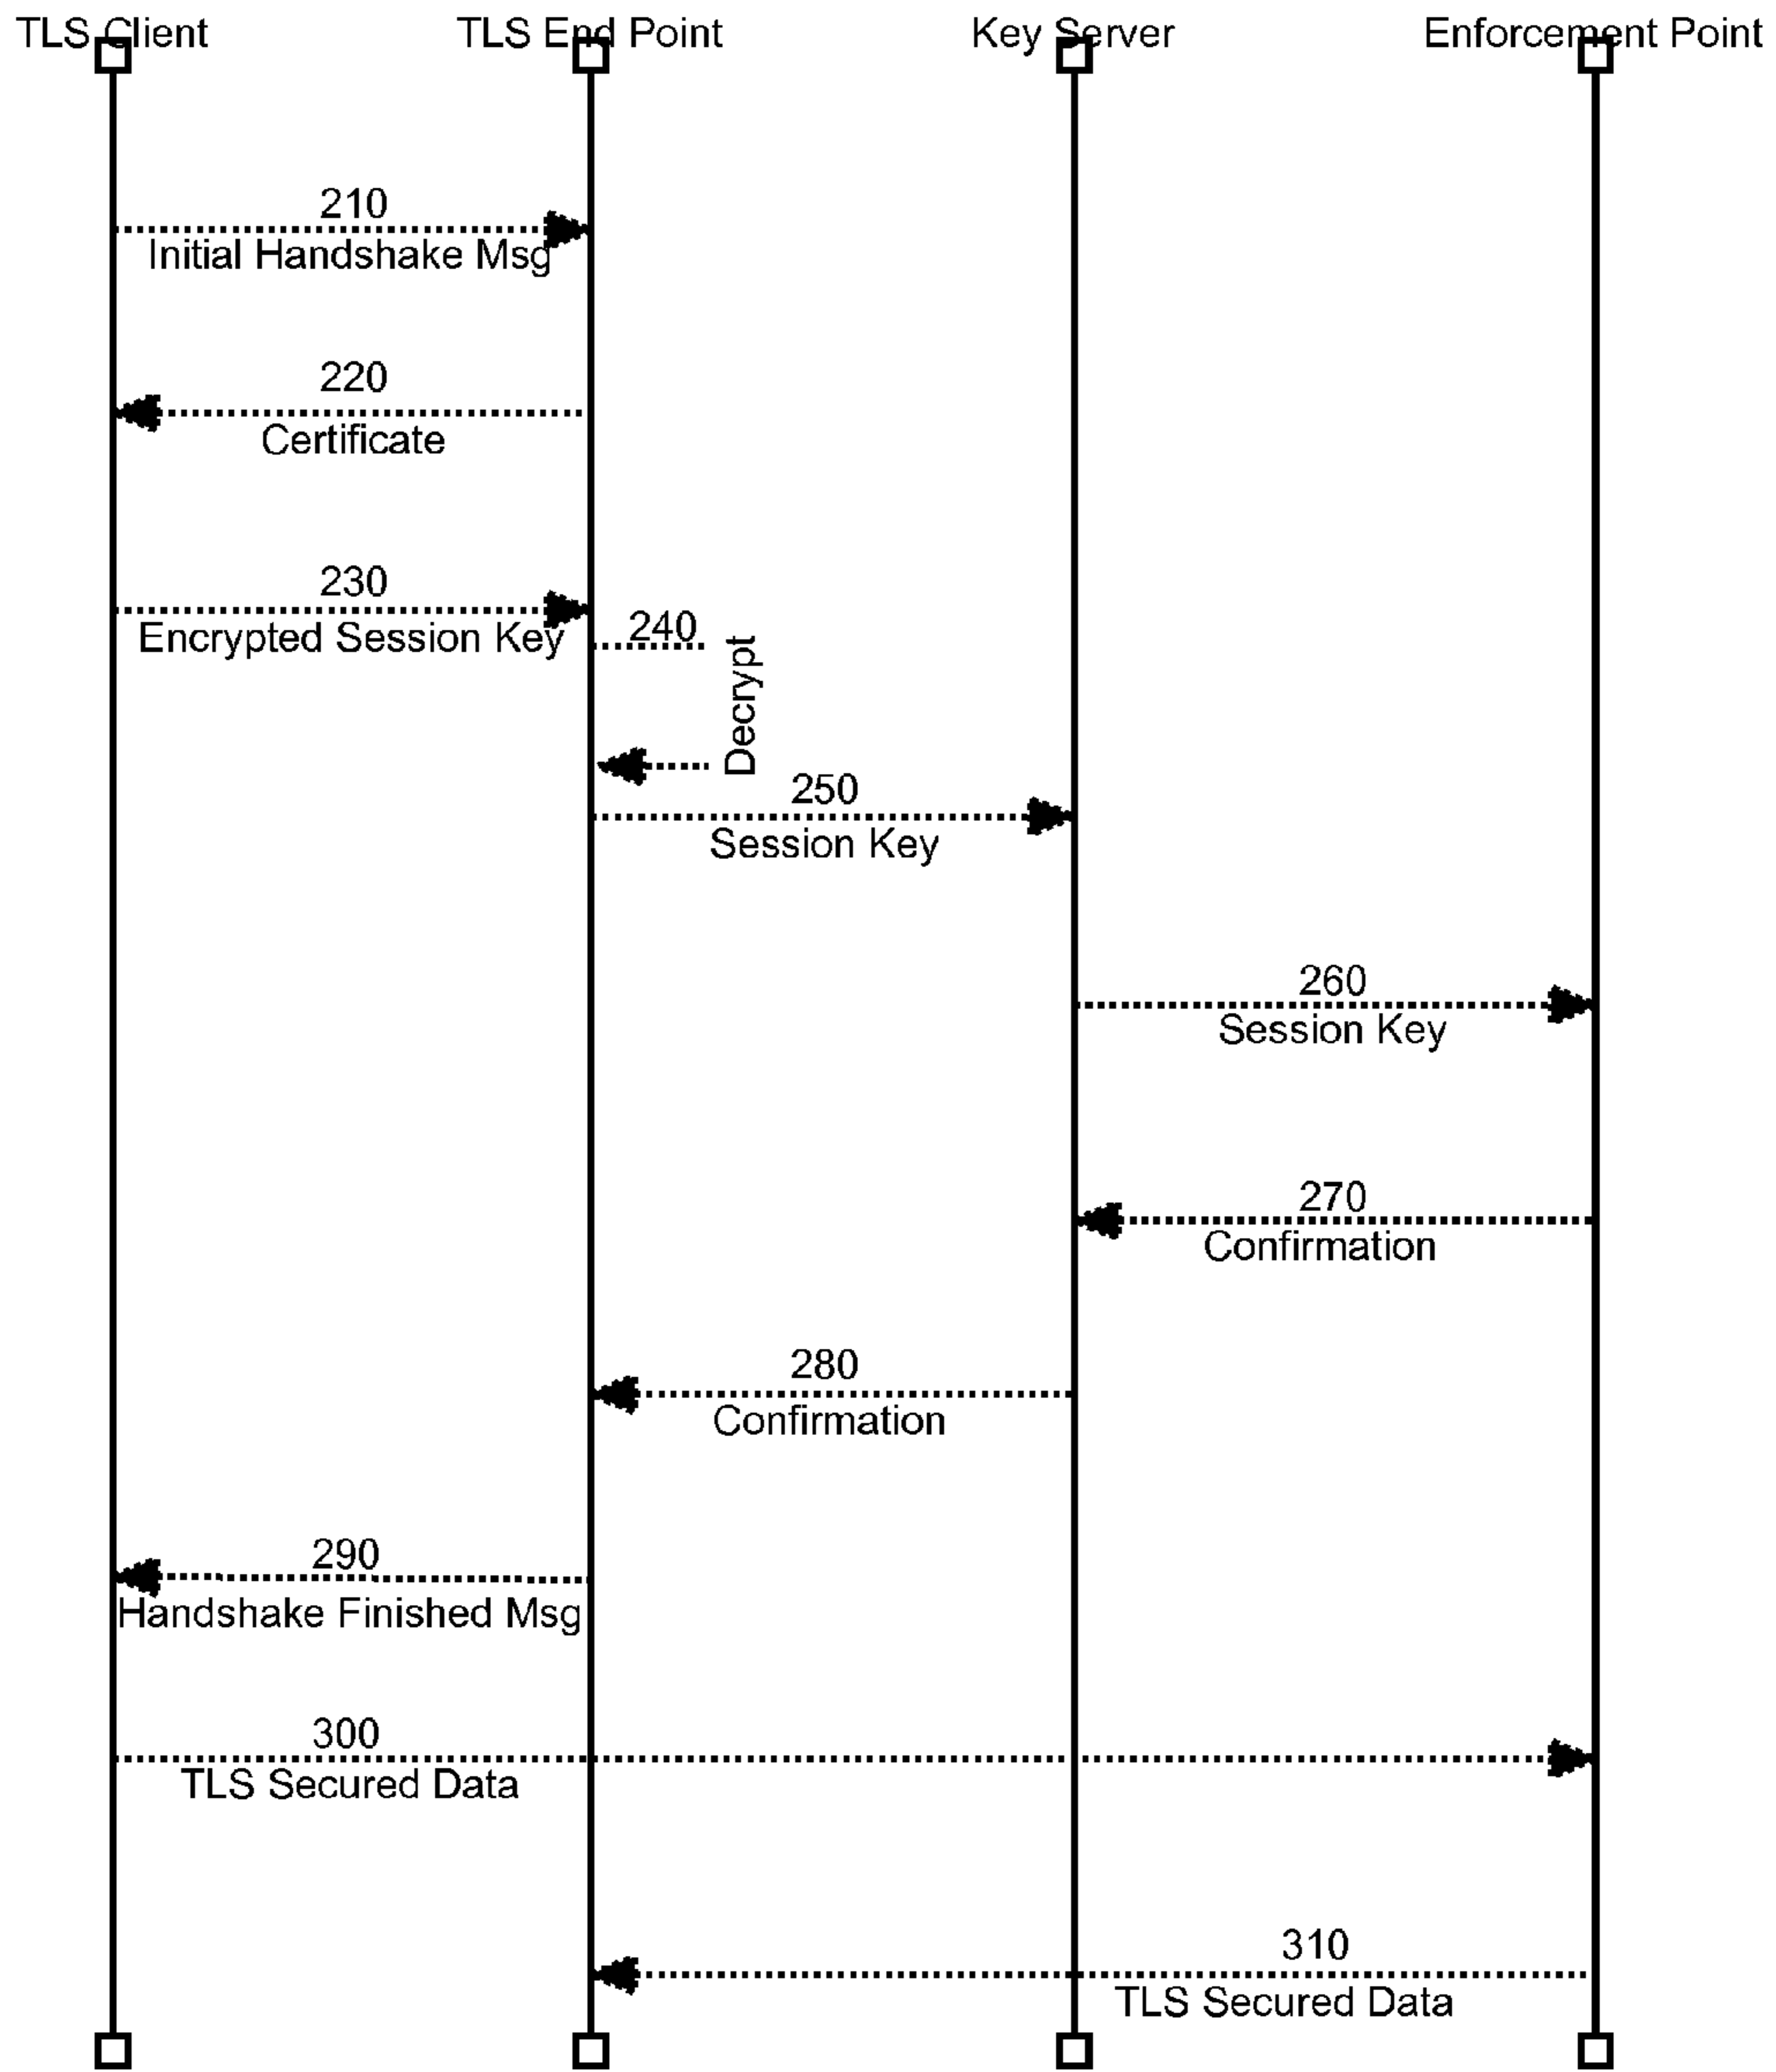 TLS Client
TLS End Point
Key Server
Enforcement Point
210
Initial Handshake Msg
220
Certificate
230
Encrypted Session Key
240
Decrypt
250
Session Key
260
Session Key
270
Confirmation
280
Confirmation
290
Handshake Finished Msg
300
TLS Secured Data
310
TLS Secured Data